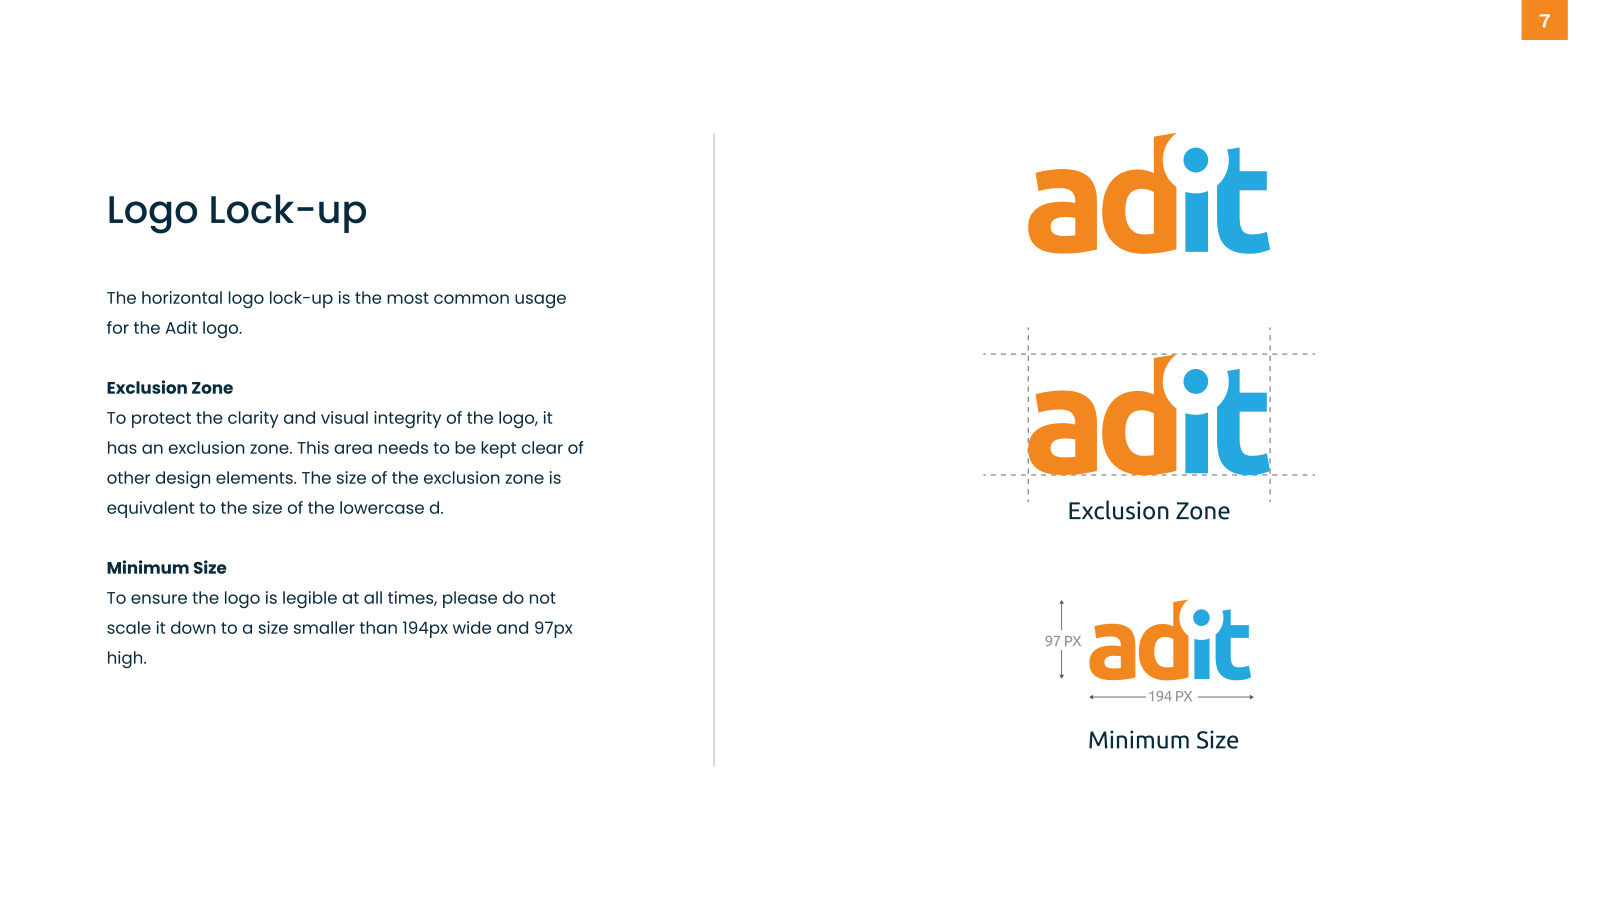 7
Logo Lock-up
The horizontal logo lock-up is the most common usage
for the Adit logo.
Exclusion Zone
To protect the clarity and visual integrity of the logo, it
has an exclusion zone. This area needs to be kept clear of
other design elements. The size of the exclusion zone is
equivalent to the size of the lowercase d.
Minimum Size
To ensure the logo is legible at all times, please do not
scale it down to a size smaller than 194px wide and 97px
high.
adit
adit
Exclusion Zone
97 PX
adit
194 PX
Minimum Size